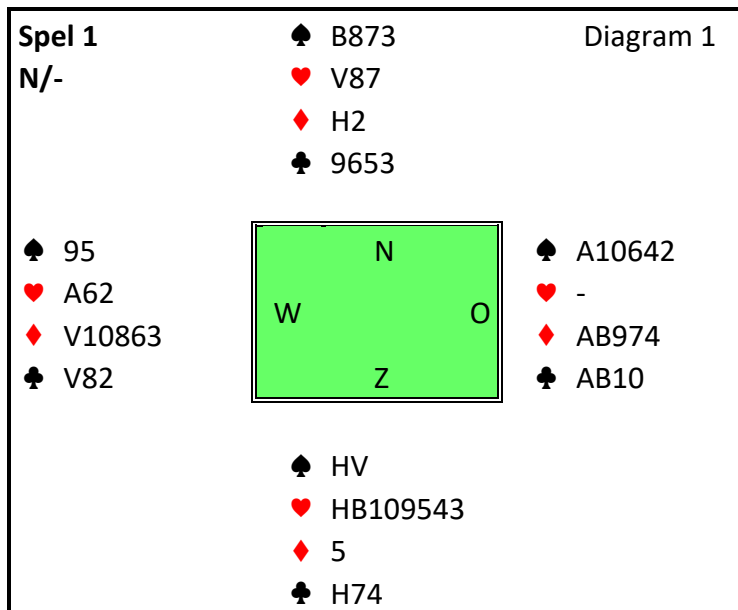 Spel 1 ♠ B873 Diagram 1
N/- ♥ V87
♦ H2
♣ 9653
♠ 95 N ♠ A10642
♥ A62 ♥ -
W O
♦ V10863 ♦ AB974
♣ V82 Z ♣ AB10
♠ HV
♥ HB109543
♦ 5
♣ H74